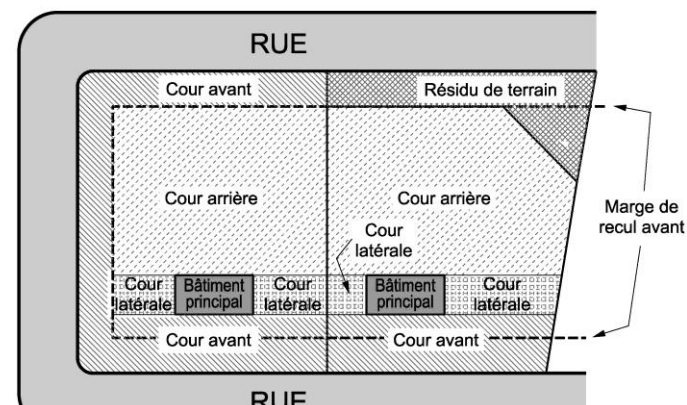 RUE
Cour avant
Résidu de terrain
Cour arrière
Cour arrière
Marge de
recul avant
Cour
latérale
Cour
latérale
Bâtiment
principal
Cour
latérale
Bâtiment
principal
Cour
latérale
Cour avant
Cour avant
RUE